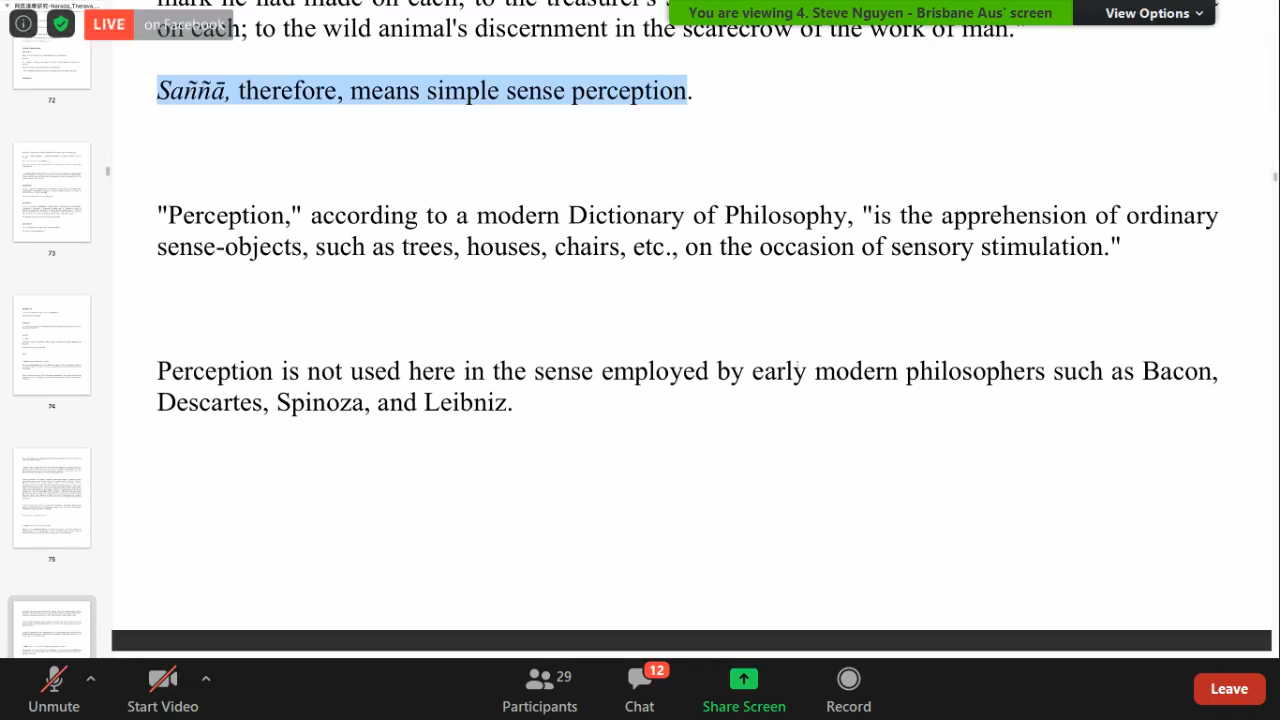 LIVE on Facebook
You are viewing 4. Steve Nguyen - Brisbane Aus' screen
View Options
on each; to the wild animal's discernment in the scarecrow of the work of man.
Saññā, therefore, means simple sense perception.
"Perception," according to a modern Dictionary of Philosophy, "is the apprehension of ordinary
sense-objects, such as trees, houses, chairs, etc., on the occasion of sensory stimulation."
Perception is not used here in the sense employed by early modern philosophers such as Bacon,
Descartes, Spinoza, and Leibniz.
72
73
74
75
Unmute
Start Video
29
Participants
12
Chat
Share Screen
Record
Leave